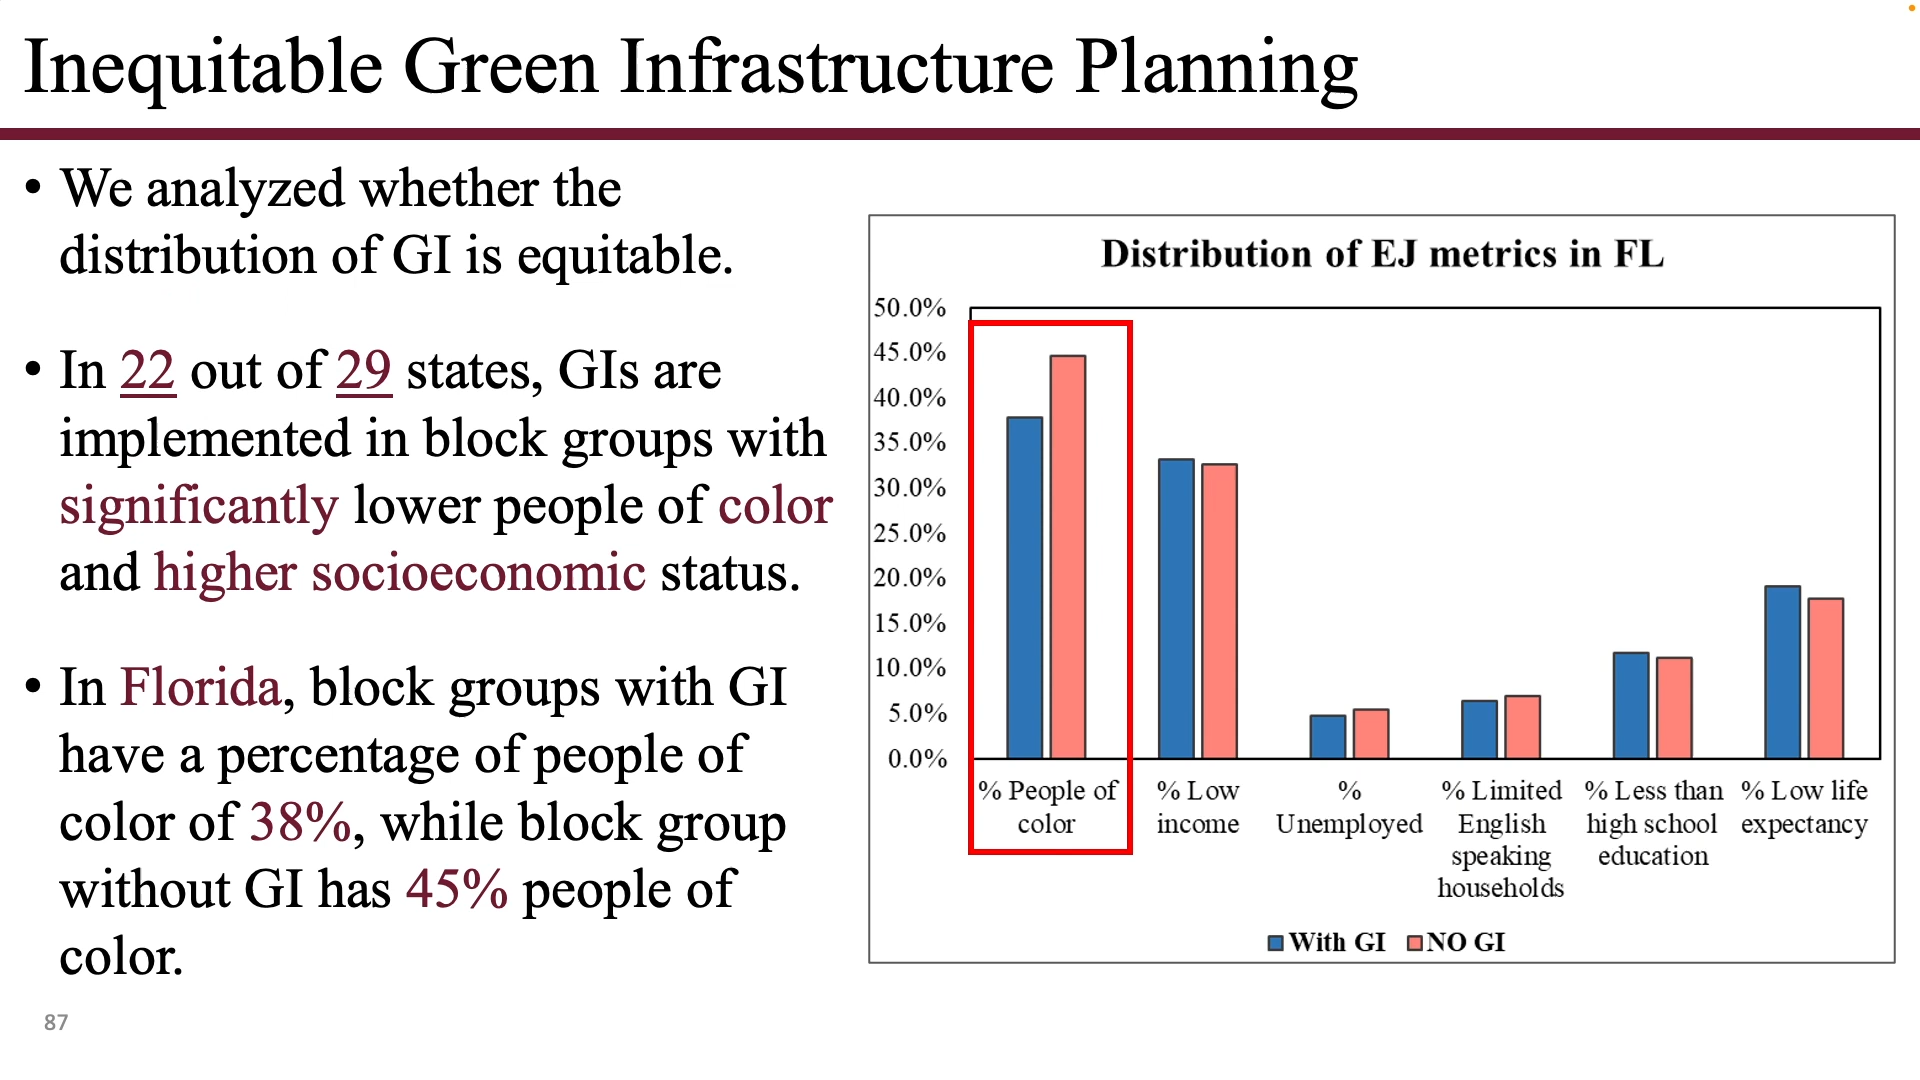 Inequitable Green Infrastructure Planning
• We analyzed whether the
distribution of GI is equitable.
• In 22 out of 29 states, GIs are
implemented in block groups with
significantly lower people of color
and higher socioeconomic status.
• In Florida, block groups with GI
have a percentage of people of
color of 38%, while block group
without GI has 45% people of
color.
Distribution of EJ metrics in FL
50.0%
45.0%
40.0%
35.0%
30.0%
25.0%
20.0%
15.0%
10.0%
5.0%
0.0%
% People of
color
% Low
income
%
Unemployed
% Limited
English
speaking
households
% Less than
high school
education
% Low life
expectancy
With GI NO GI
87